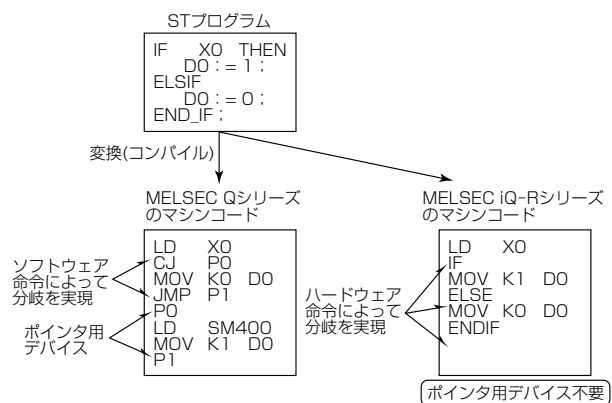 STプログラム
IF X0 THEN
D0 := 1 ;
ELSIF
D0 := 0 ;
END_IF ;
変換(コンパイル)
MELSEC Qシリーズ
のマシンコード
LD X0
CJ P0
MOV K0 D0
JMP P1
P0
LD SM400
MOV K1 D0
P1
ソフトウェア
命令によって
分岐を実現
ポインタ用
デバイス
MELSEC iQ-Rシリーズ
のマシンコード
LD X0
IF
MOV K1 D0
ELSE
MOV K0 D0
ENDIF
ハードウェア
命令によって
分岐を実現
ポインタ用デバイス不要